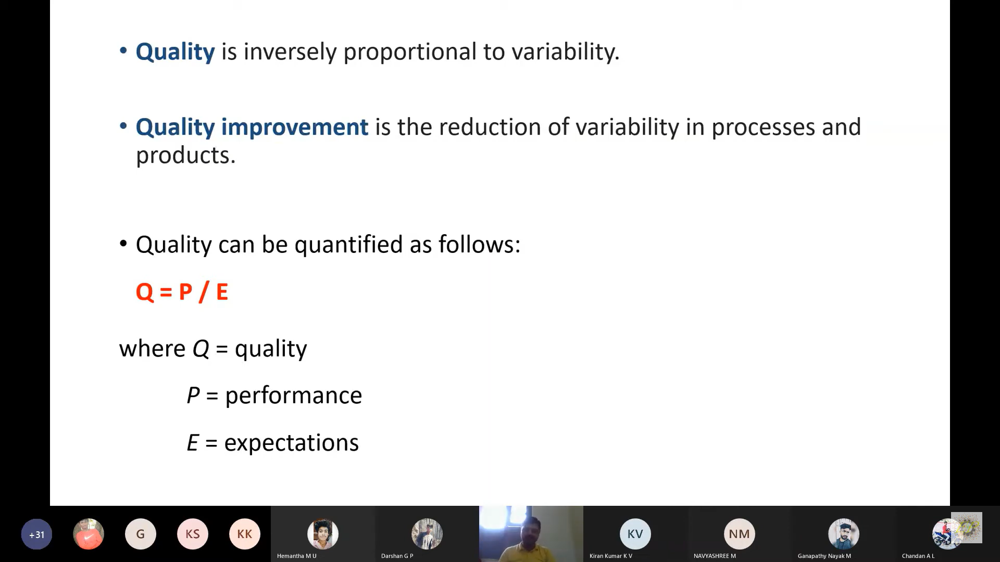 • Quality is inversely proportional to variability.
• Quality improvement is the reduction of variability in processes and
products.
• Quality can be quantified as follows:
Q = P / E
where Q = quality
P = performance
E = expectations
+31
G
KS
KK
KV
NM
Hemantha M U
Darshan G P
Kiran Kumar K V
NAVYASHREE M
Ganapathy Nayak M
Chandan A L